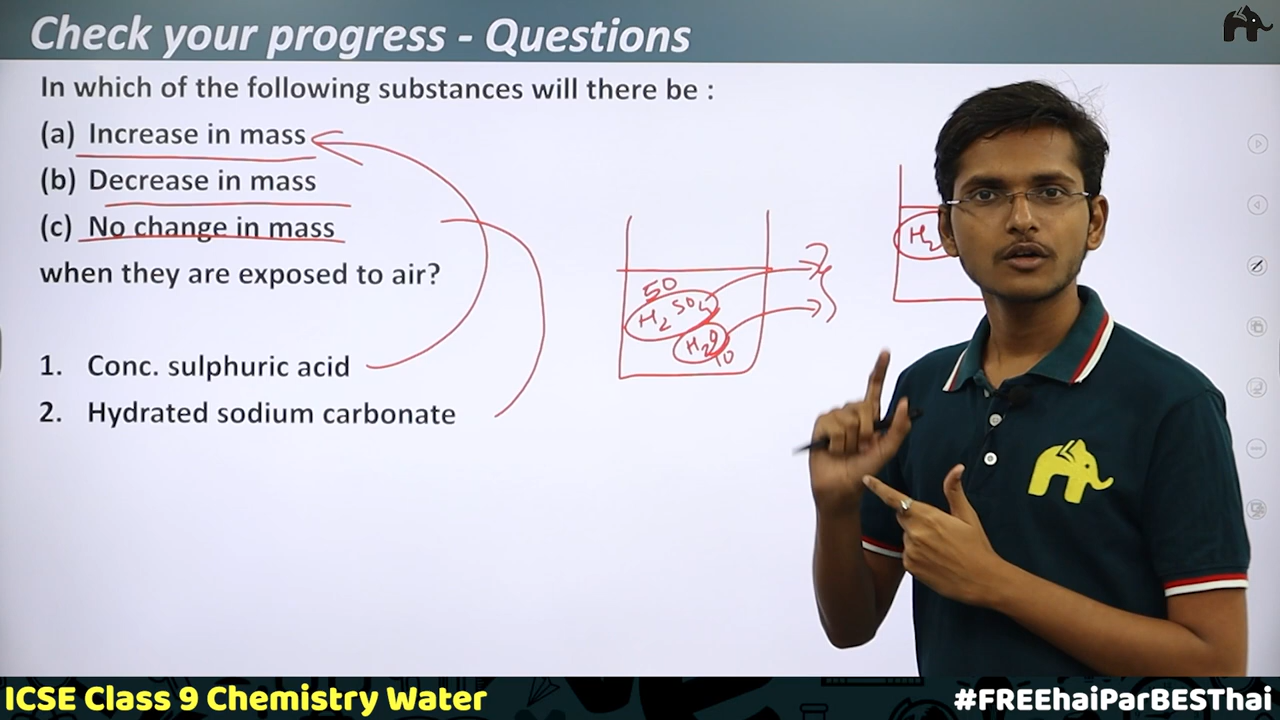 Check your progress - Questions
In which of the following substances will there be :
(a) Increase in mass
(b) Decrease in mass
(c) No change in mass
when they are exposed to air?
1. Conc. sulphuric acid
2. Hydrated sodium carbonate
50
H₂SO₄
H₂O
10
H₂
ICSE Class 9 Chemistry Water
#FREEhaiParBESThai